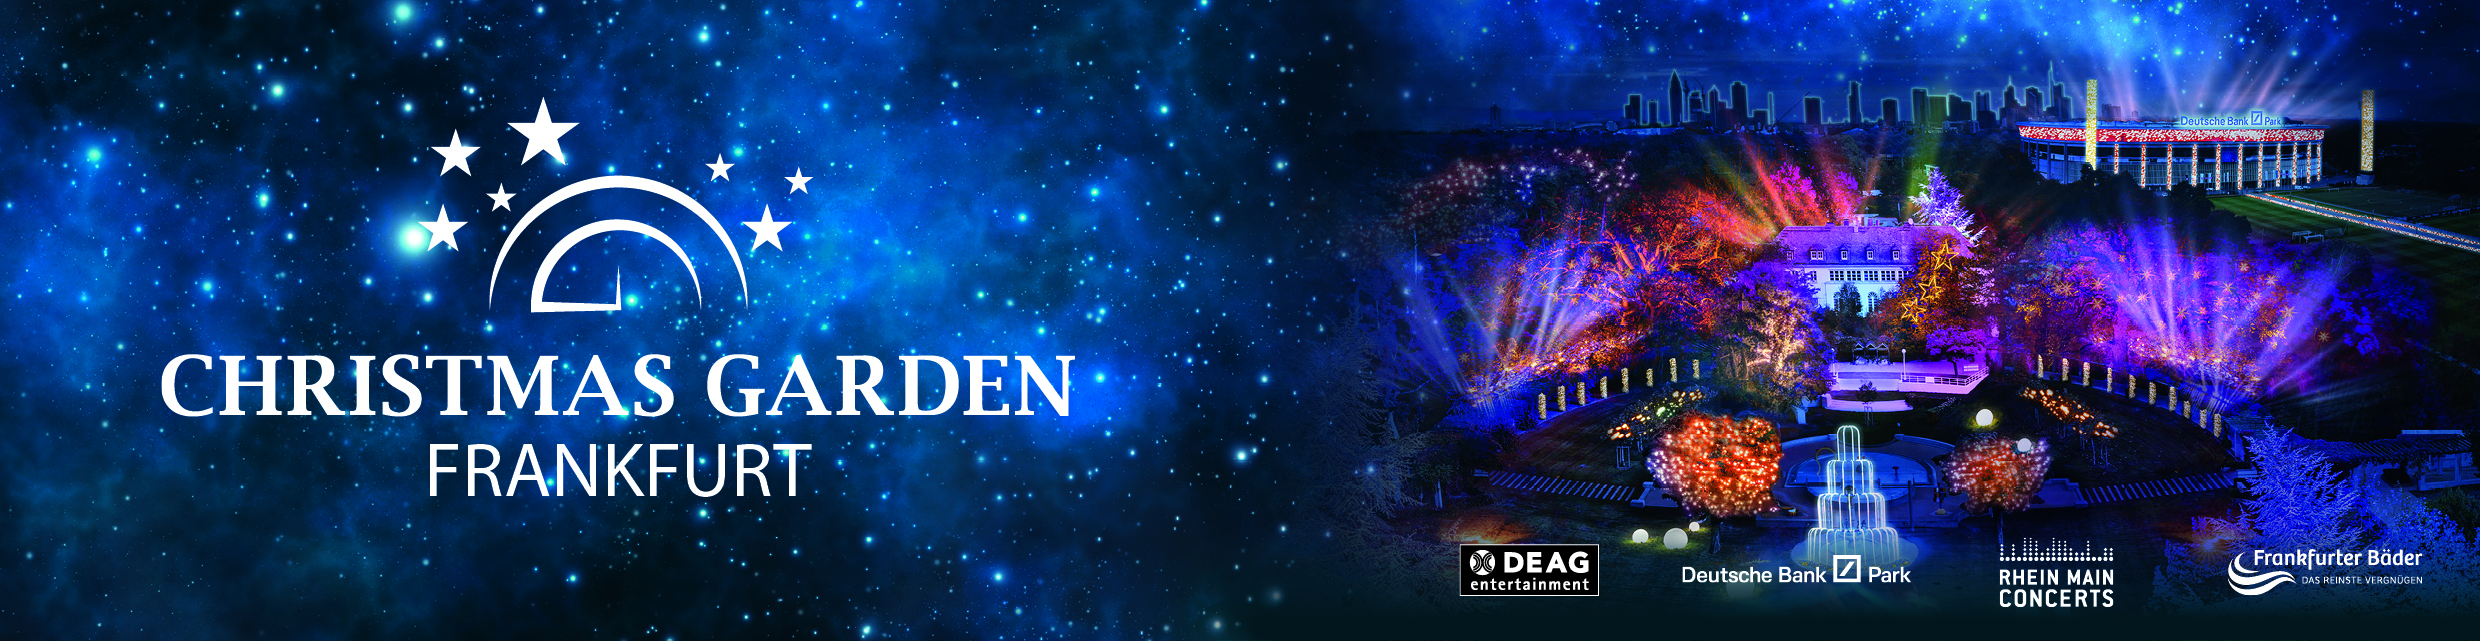 CHRISTMAS GARDEN
FRANKFURT
Deutsche Bank Park
DEAG
entertainment
Deutsche Bank Park
RHEIN MAIN
CONCERTS
Frankfurter Bäder
DAS REINSTE VERGNÜGEN